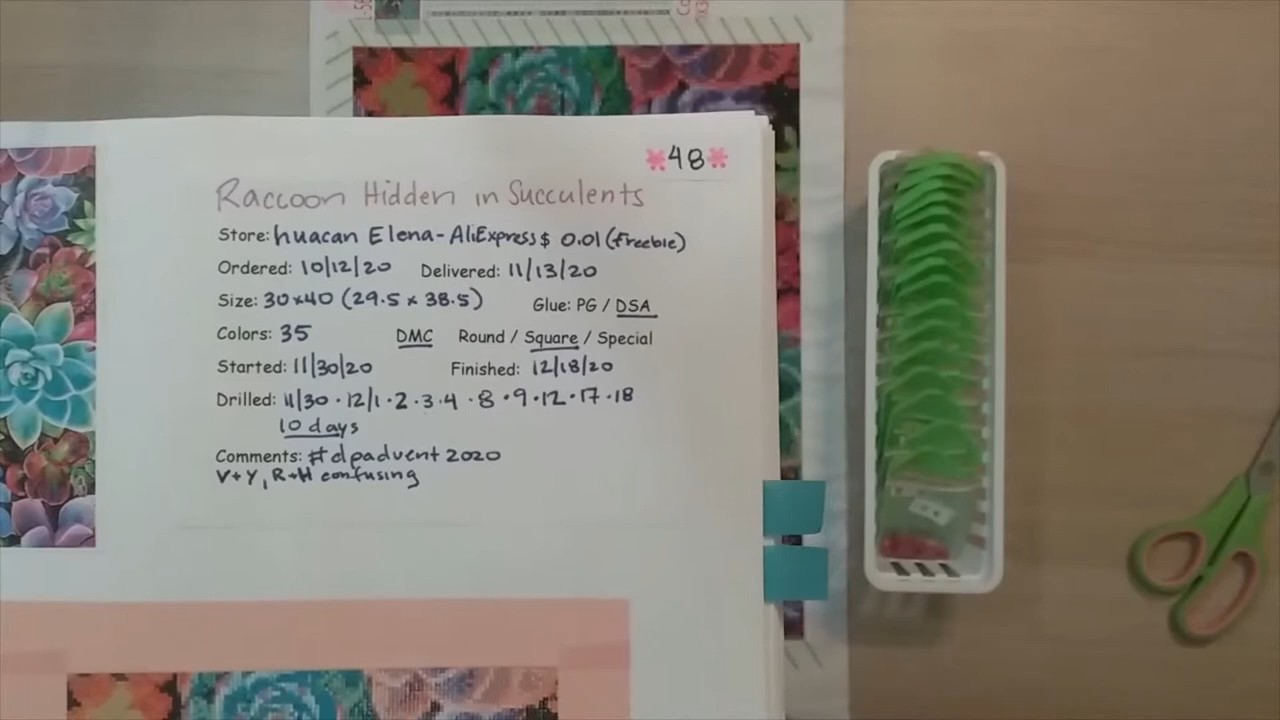 *48*
Raccoon Hidden in Succulents
Store: huacan Elena-AliExpress $ 0.01 (freebie)
Ordered: 10/12/20 Delivered: 11/13/20
Size: 30x40 (29.5 x 38.5) Glue: PG / DSA
Colors: 35 DMC Round / Square / Special
Started: 11/30/20 Finished: 12/18/20
Drilled: 11/30 · 12/1 · 2 · 3 · 4 · 8 · 9 · 12 · 17 · 18
10 days
Comments: #dpadvent 2020
V+Y, R+H confusing